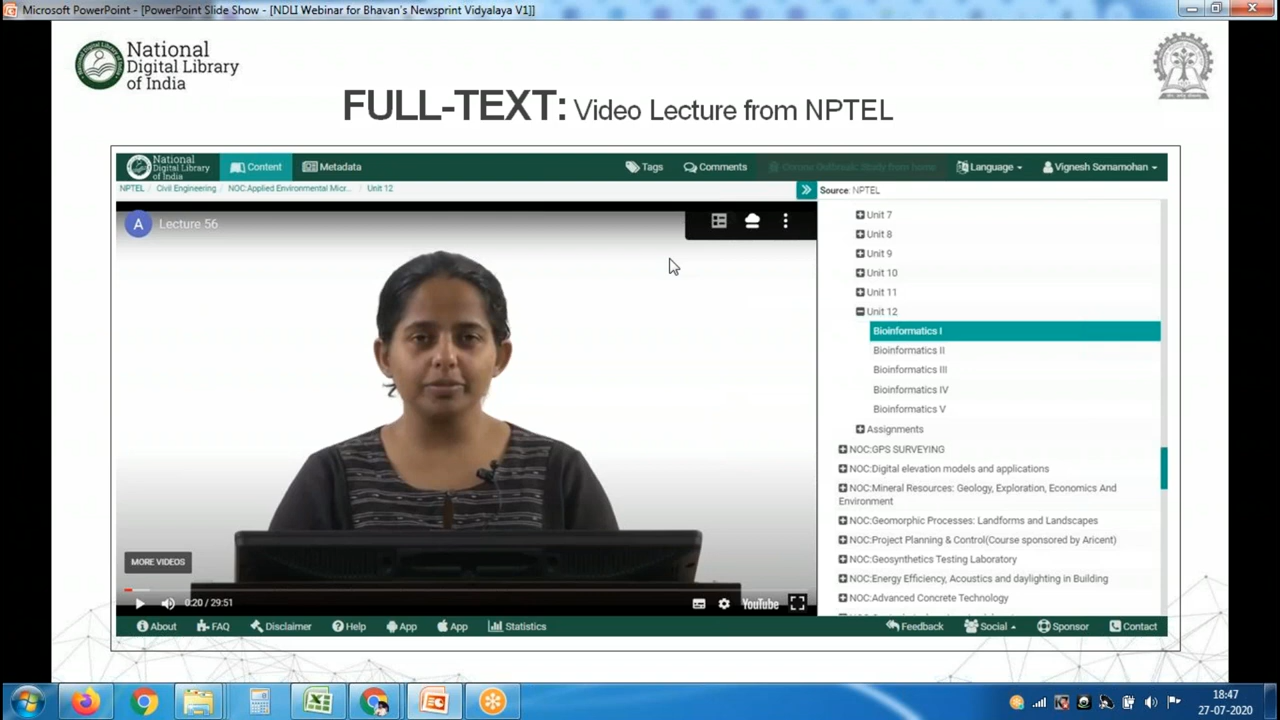 Microsoft PowerPoint - [PowerPoint Slide Show - [NDLI Webinar for Bhavan's Newsprint Vidyalaya V1]]
National
Digital Library
of India
FULL-TEXT: Video Lecture from NPTEL
National
Digital Library
of India
Content
Metadata
Tags
Comments
Corona Outbreak: Study from home
Language
Vignesh Somamohan
NPTEL / Civil Engineering / NOC:Applied Environmental Micr... / Unit 12
Source: NPTEL
A
Lecture 56
Unit 7
Unit 8
Unit 9
Unit 10
Unit 11
Unit 12
Bioinformatics I
Bioinformatics II
Bioinformatics III
Bioinformatics IV
Bioinformatics V
Assignments
NOC:GPS SURVEYING
NOC:Digital elevation models and applications
NOC:Mineral Resources: Geology, Exploration, Economics And
Environment
NOC:Geomorphic Processes: Landforms and Landscapes
NOC:Project Planning & Control(Course sponsored by Aricent)
NOC:Geosynthetics Testing Laboratory
NOC:Energy Efficiency, Acoustics and daylighting in Building
NOC:Advanced Concrete Technology
MORE VIDEOS
0:20 / 29:51
YouTube
About
FAQ
Disclaimer
Help
App
App
Statistics
Feedback
Social
Sponsor
Contact
18:47
27-07-2020